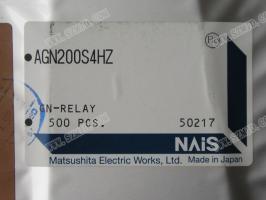 AGN200S4HZ
GN-RELAY
500 PCS. 50217
NAiS
Matsushita Electric Works, Ltd. Made in Japan